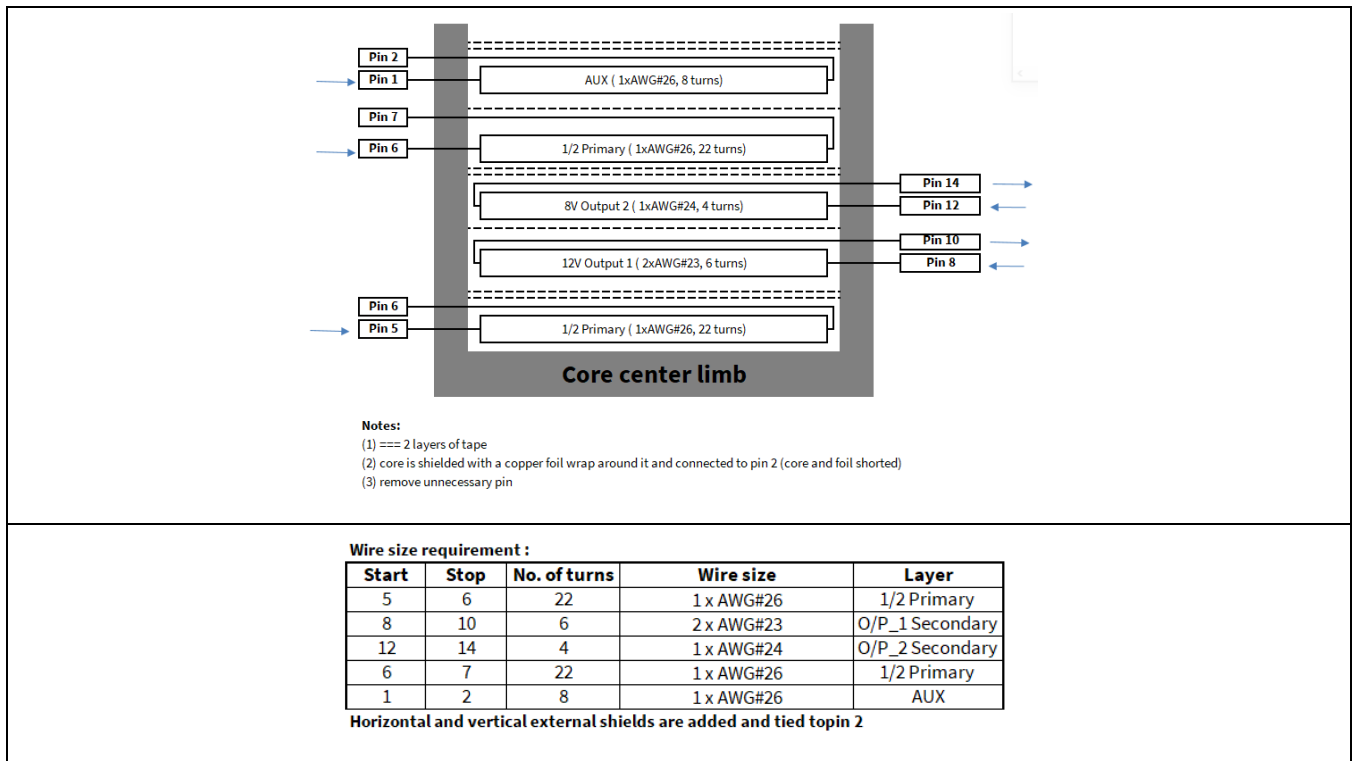 Pin 2
Pin 1
AUX ( 1xAWG#26, 8 turns)
Pin 7
Pin 6
1/2 Primary ( 1xAWG#26, 22 turns)
Pin 14
8V Output 2 ( 1xAWG#24, 4 turns)
Pin 12
Pin 10
12V Output 1 ( 2xAWG#23, 6 turns)
Pin 8
Pin 6
Pin 5
1/2 Primary ( 1xAWG#26, 22 turns)
Core center limb
Notes:
(1) === 2 layers of tape
(2) core is shielded with a copper foil wrap around it and connected to pin 2 (core and foil shorted)
(3) remove unnecessary pin
Wire size requirement :
Start Stop No. of turns Wire size Layer
5 6 22 1 x AWG#26 1/2 Primary
8 10 6 2 x AWG#23 O/P_1 Secondary
12 14 4 1 x AWG#24 O/P_2 Secondary
6 7 22 1 x AWG#26 1/2 Primary
1 2 8 1 x AWG#26 AUX
Horizontal and vertical external shields are added and tied topin 2